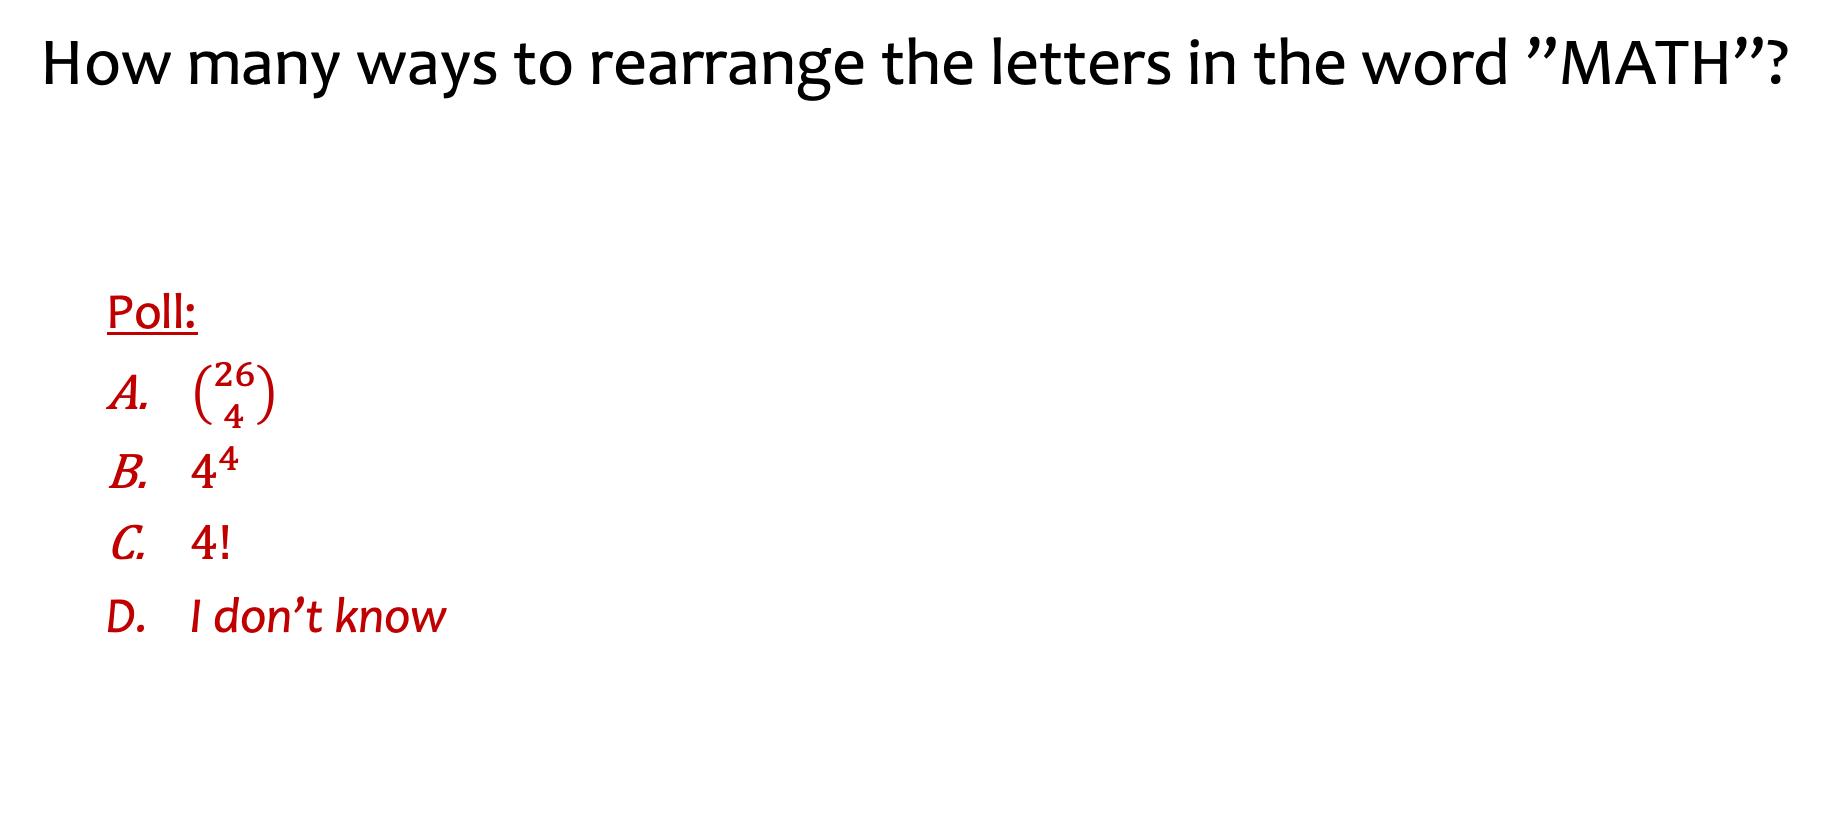 How many ways to rearrange the letters in the word ”MATH”?
Poll:
A. (26 4)
B. 4⁴
C. 4!
D. I don’t know